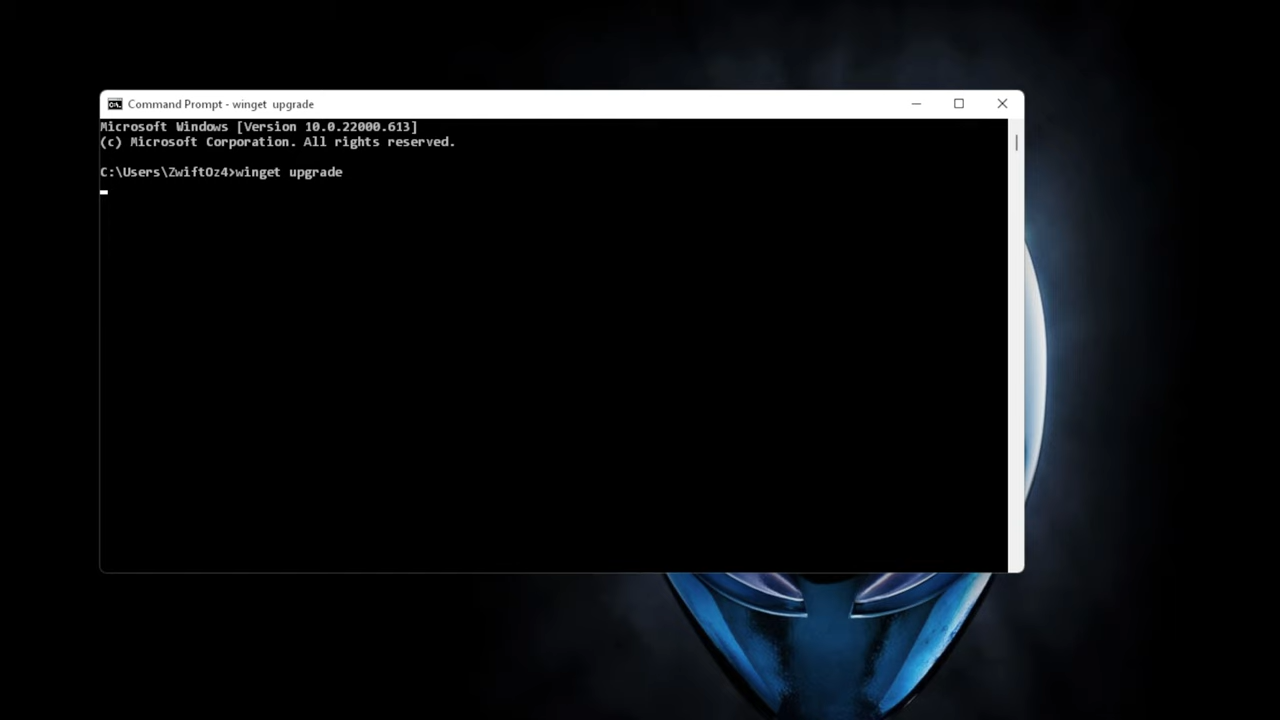 Command Prompt - winget  upgrade
Microsoft Windows [Version 10.0.22000.613]
(c) Microsoft Corporation. All rights reserved.
C:\Users\ZwiftOz4>winget upgrade